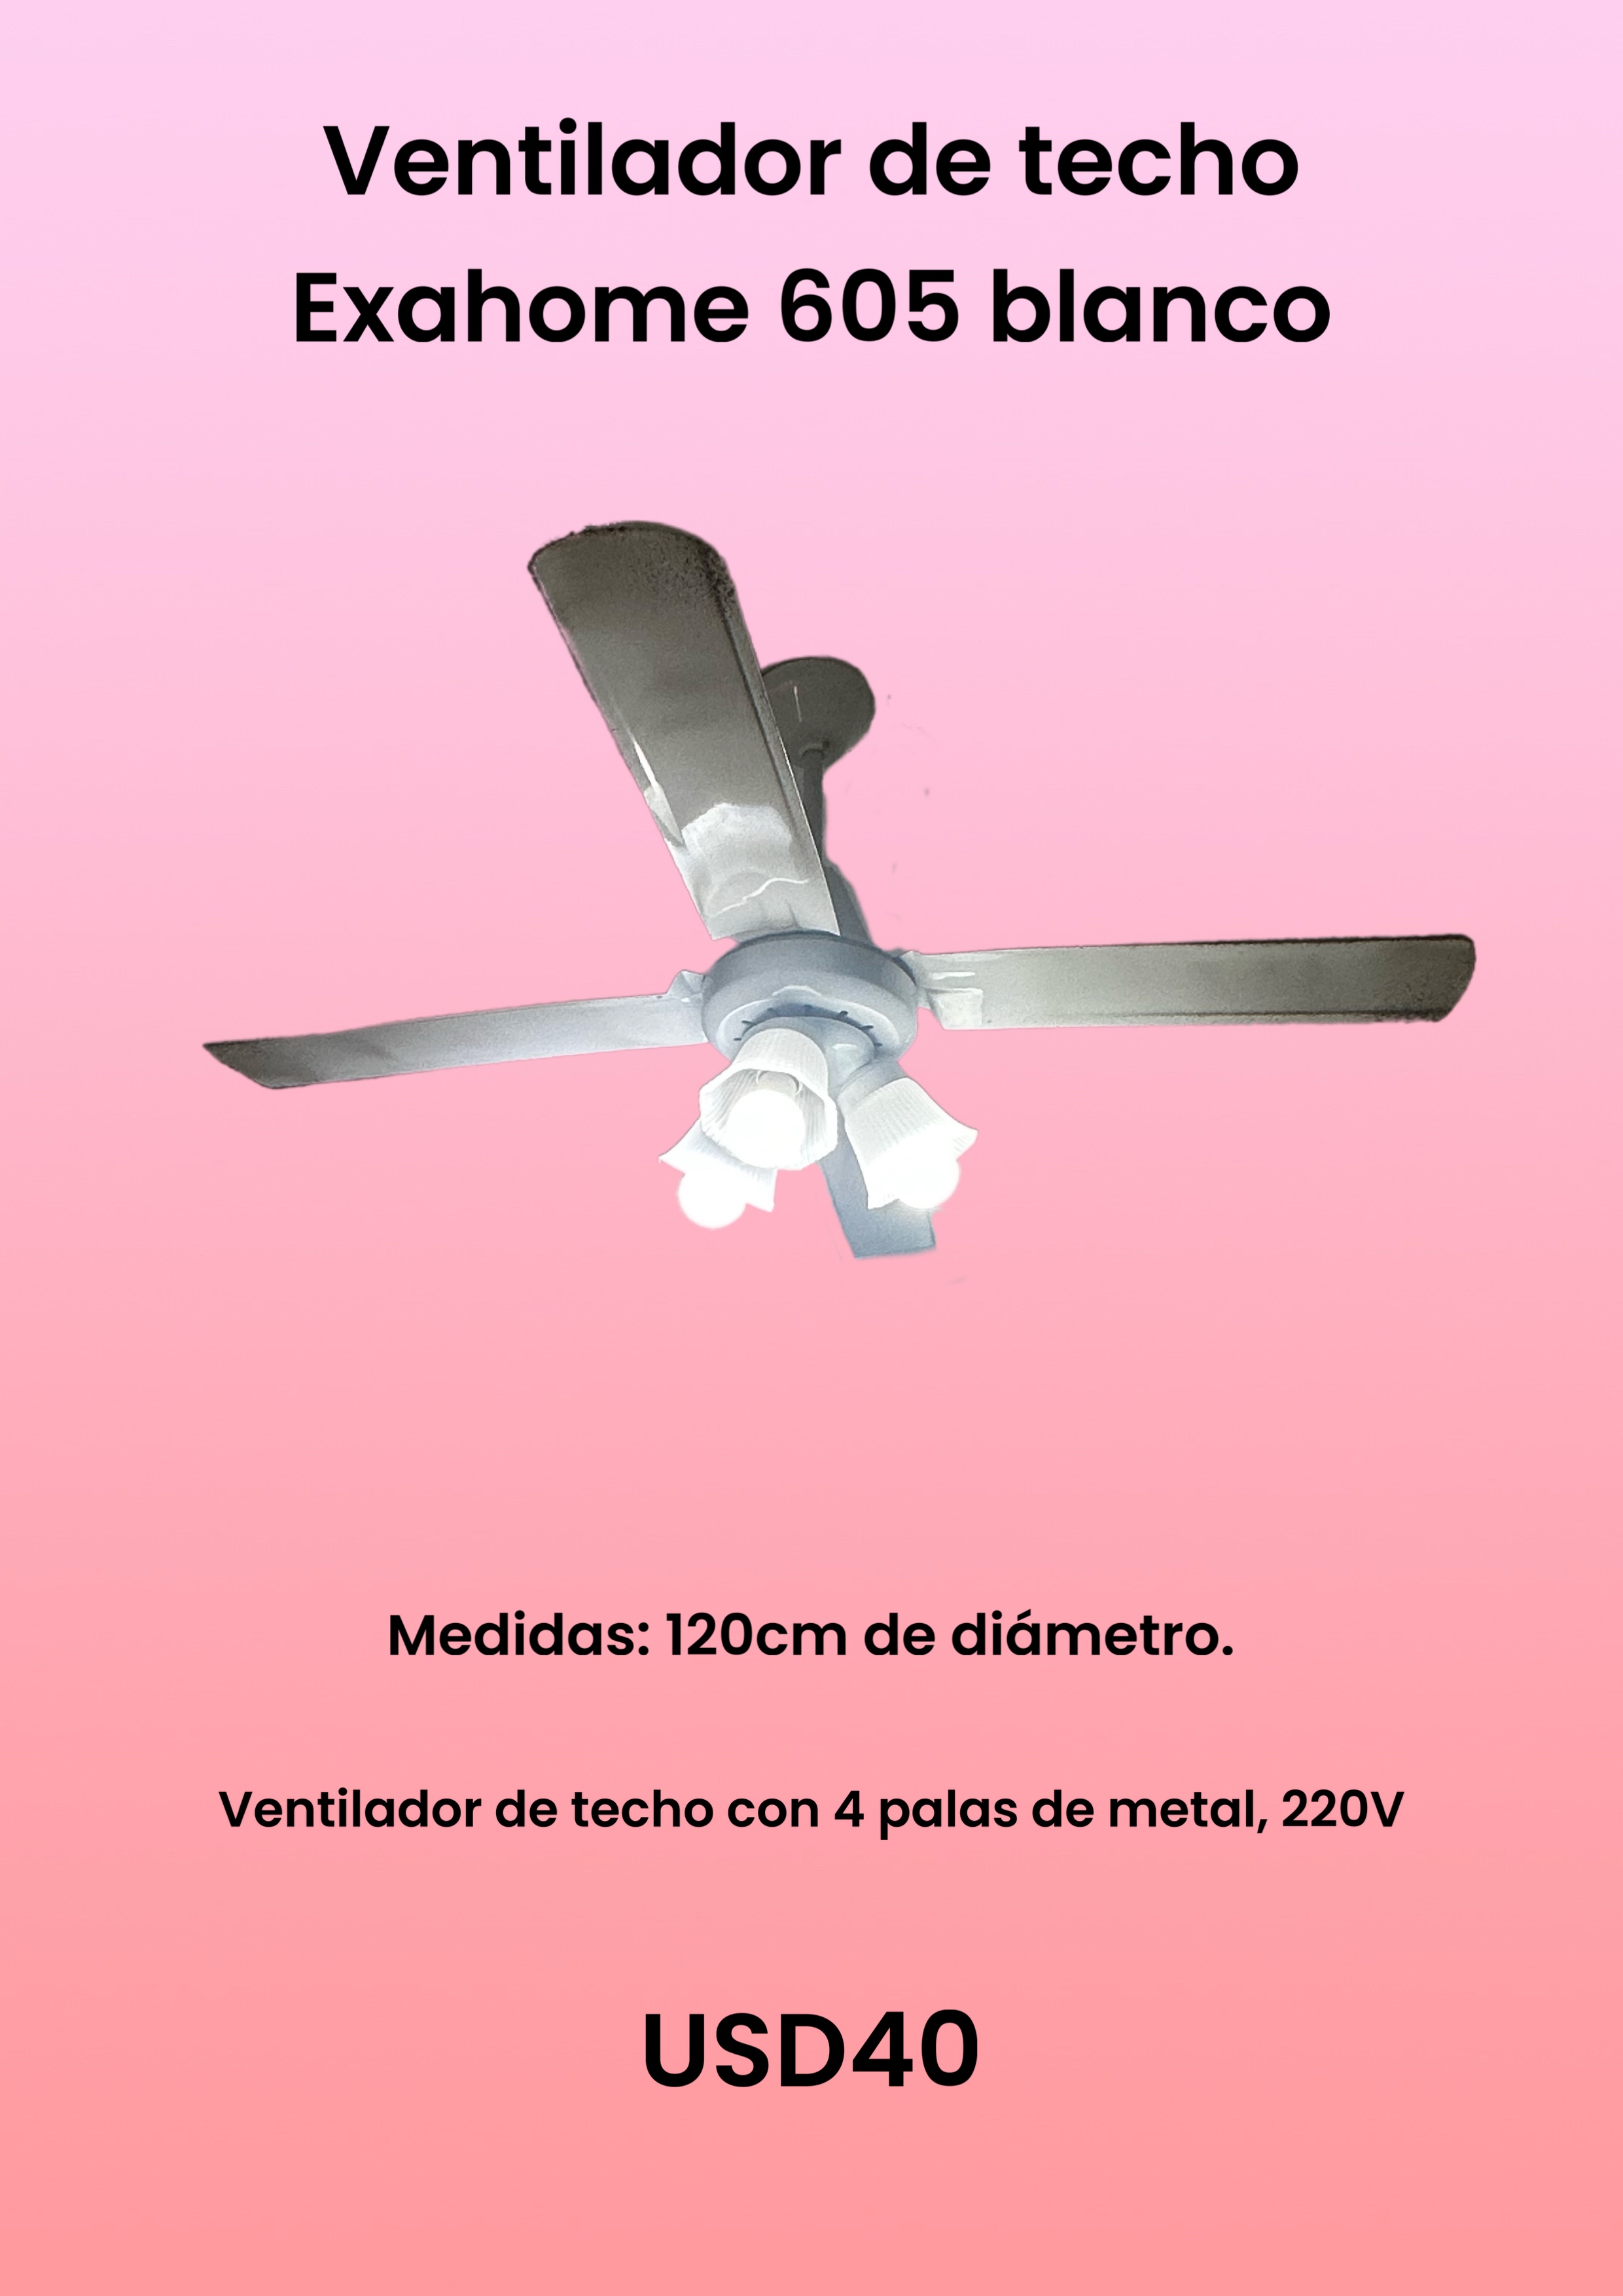 Ventilador de techo
Exahome 605 blanco
Medidas: 120cm de diámetro.
Ventilador de techo con 4 palas de metal, 220V
USD40